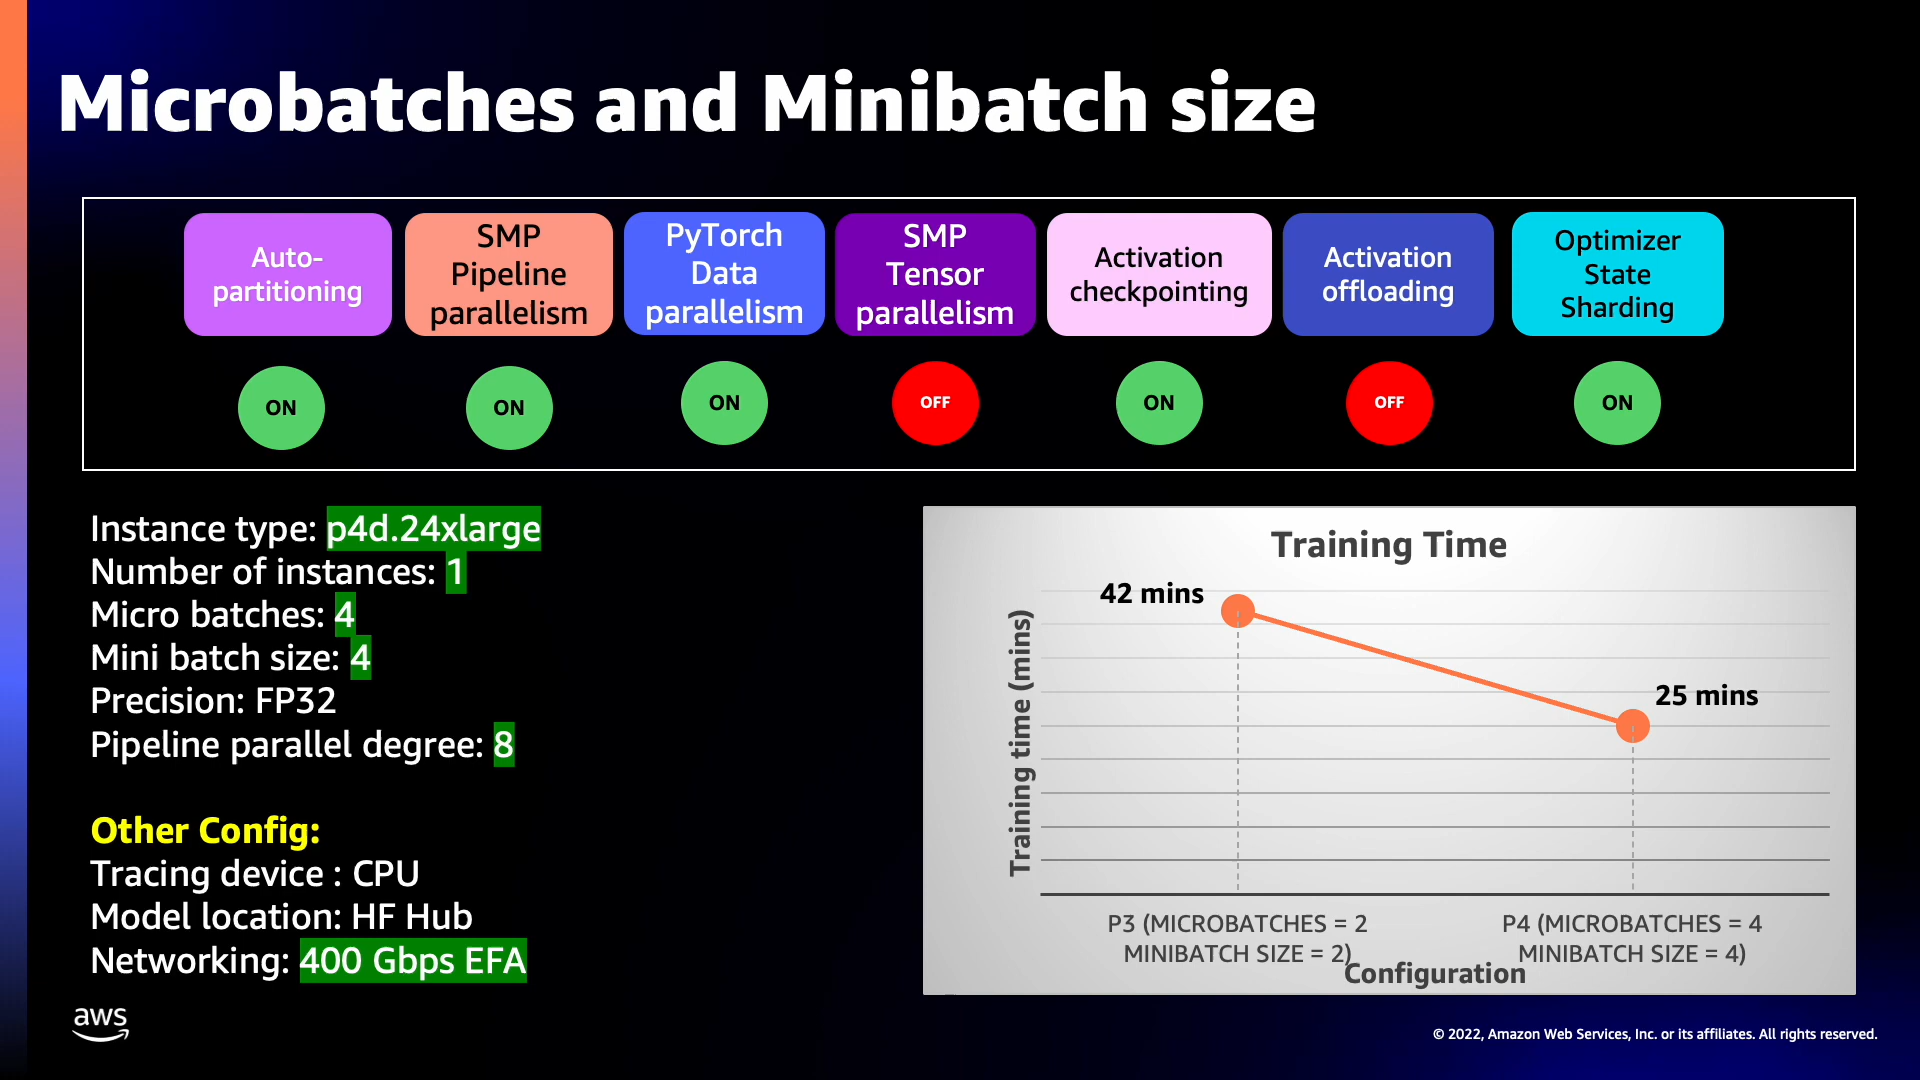 Microbatches and Minibatch size
Auto-
partitioning
SMP
Pipeline
parallelism
PyTorch
Data
parallelism
SMP
Tensor
parallelism
Activation
checkpointing
Activation
offloading
Optimizer
State
Sharding
ON
ON
ON
OFF
ON
OFF
ON
Instance type: p4d.24xlarge
Number of instances: 1
Micro batches: 4
Mini batch size: 4
Precision: FP32
Pipeline parallel degree: 8
Other Config:
Tracing device : CPU
Model location: HF Hub
Networking: 400 Gbps EFA
Training Time
42 mins
25 mins
Training time (mins)
P3 (MICROBATCHES = 2
MINIBATCH SIZE = 2)
P4 (MICROBATCHES = 4
MINIBATCH SIZE = 4)
Configuration
aws
© 2022, Amazon Web Services, Inc. or its affiliates. All rights reserved.